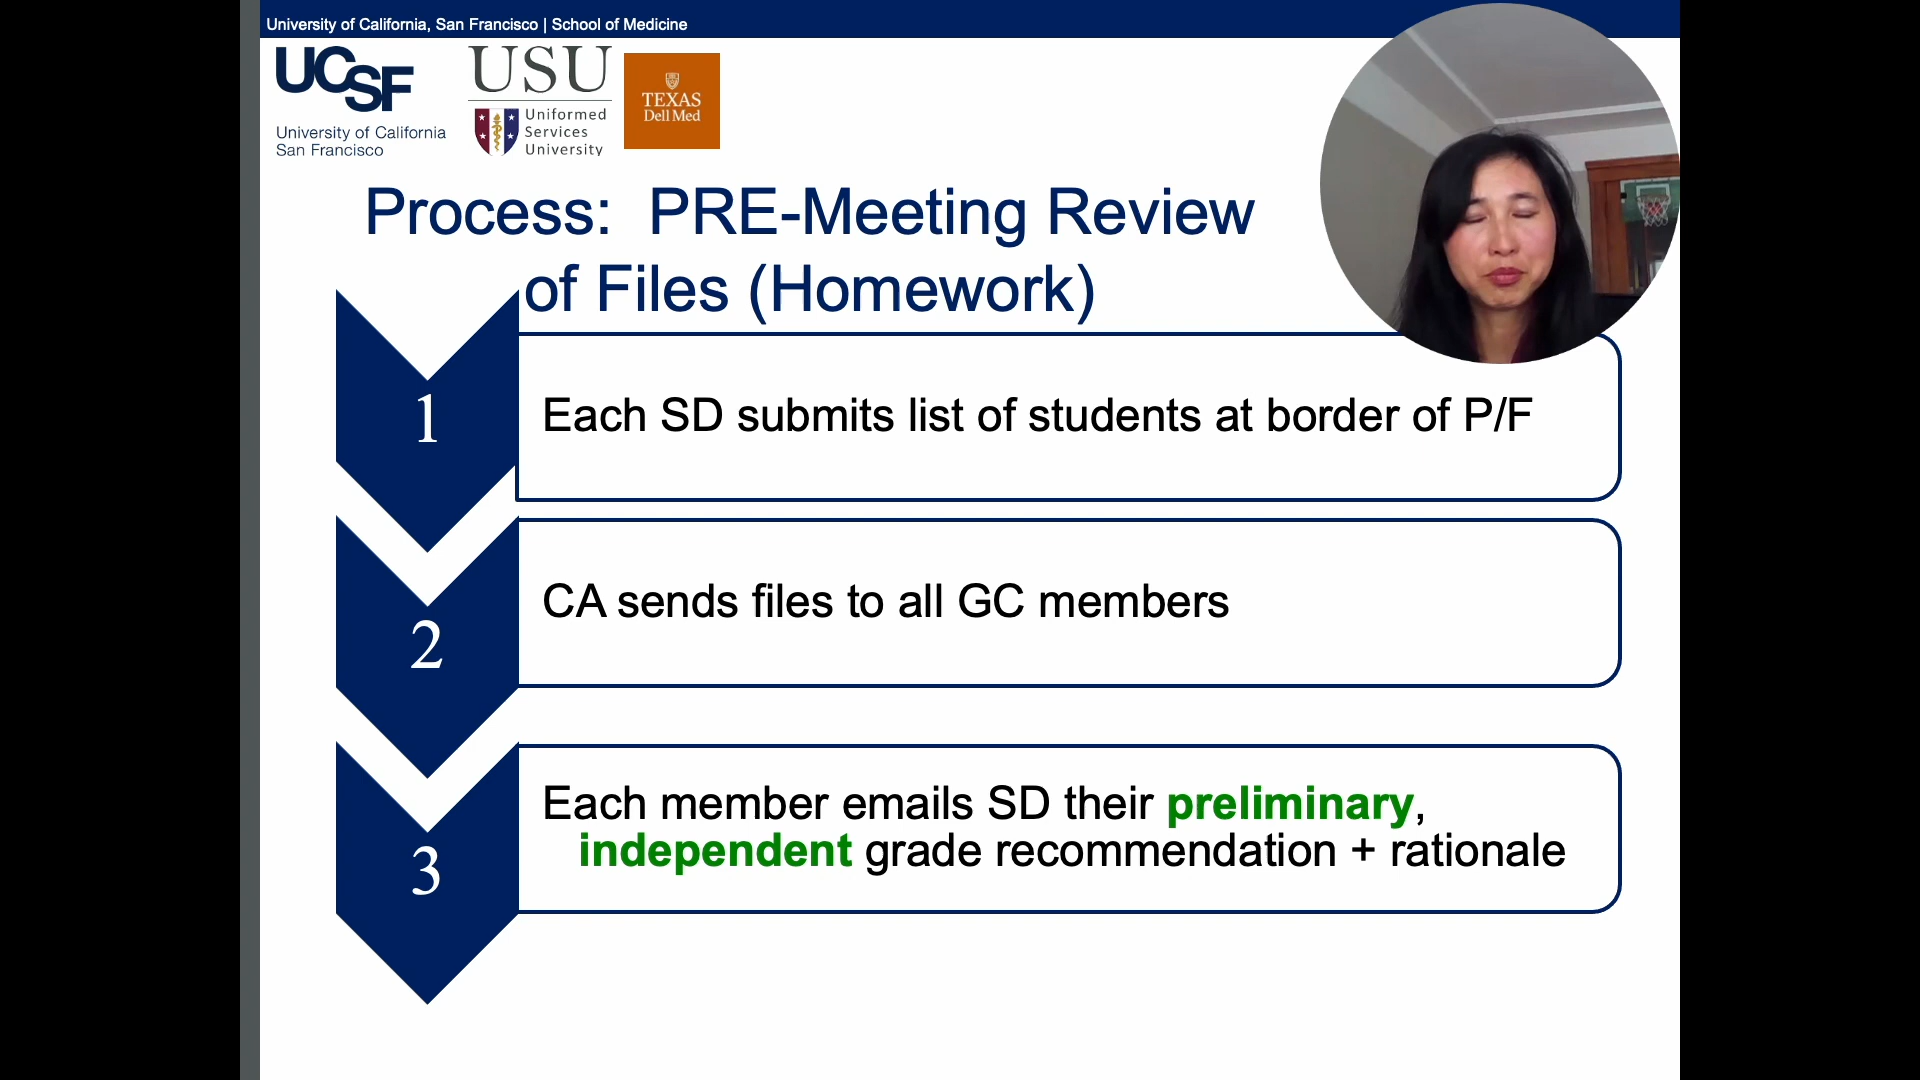 University of California, San Francisco | School of Medicine
UCSF
University of California
San Francisco
USU
Uniformed
Services
University
TEXAS
Dell Med
Process:  PRE-Meeting Review
of Files (Homework)
1
Each SD submits list of students at border of P/F
2
CA sends files to all GC members
3
Each member emails SD their preliminary,
independent grade recommendation + rationale